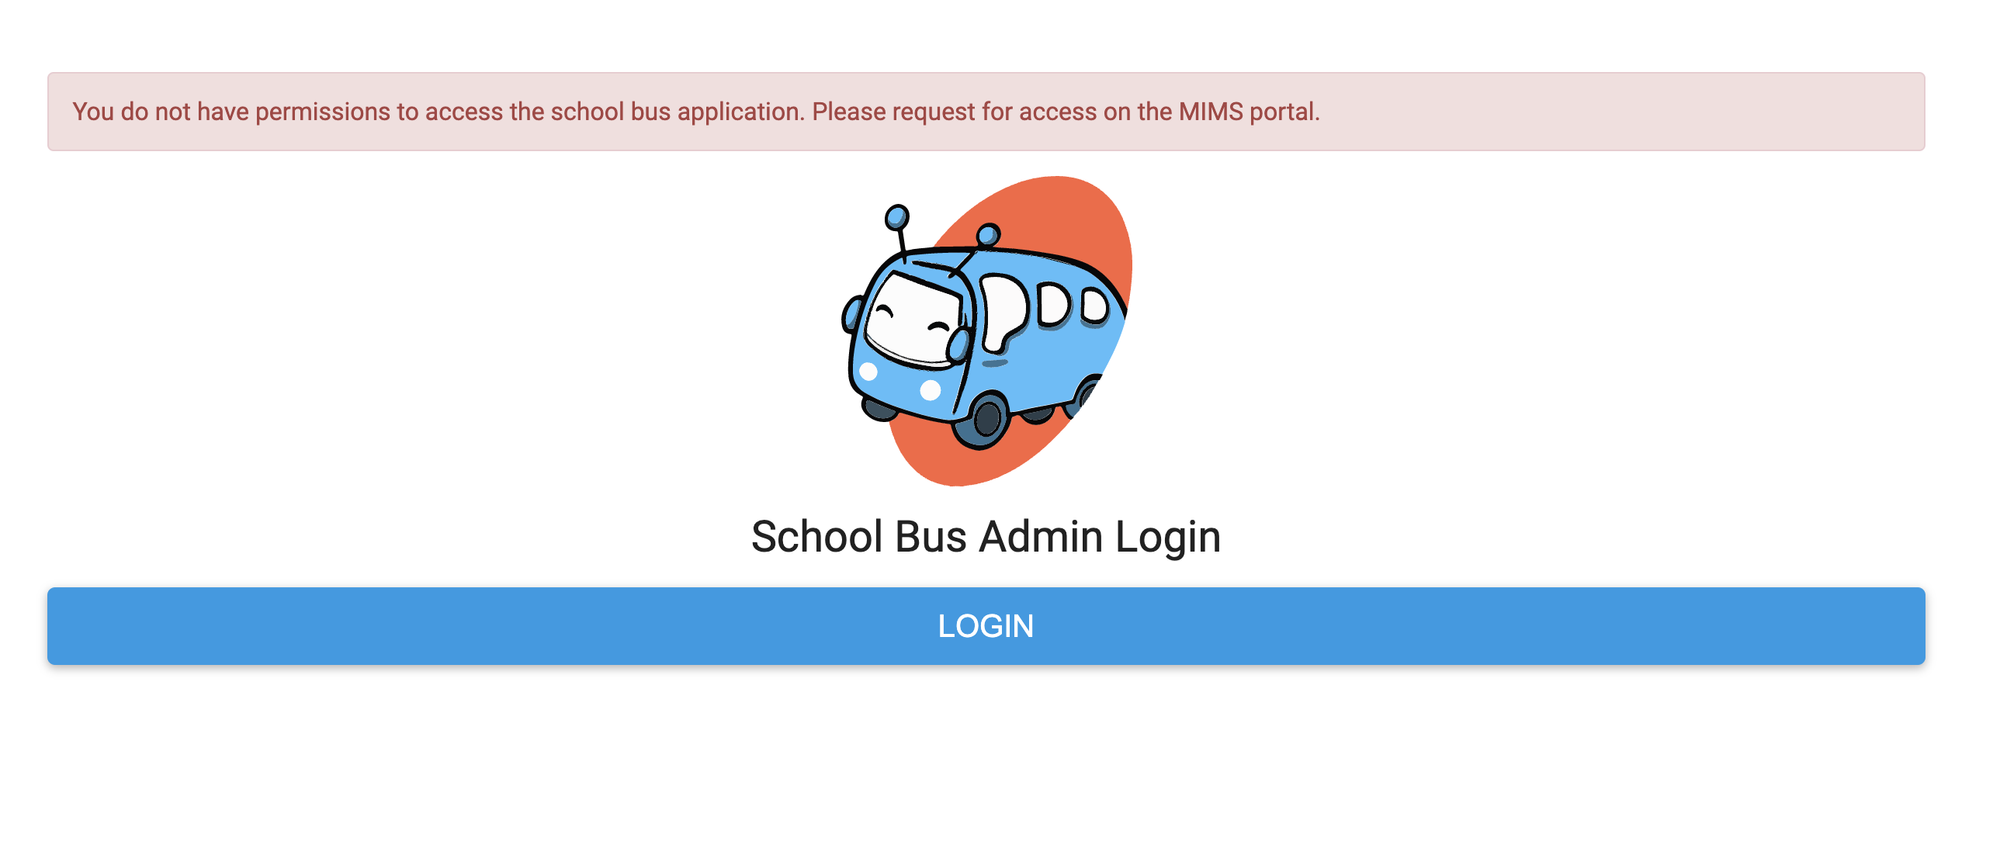 You do not have permissions to access the school bus application. Please request for access on the MIMS portal.
School Bus Admin Login
LOGIN